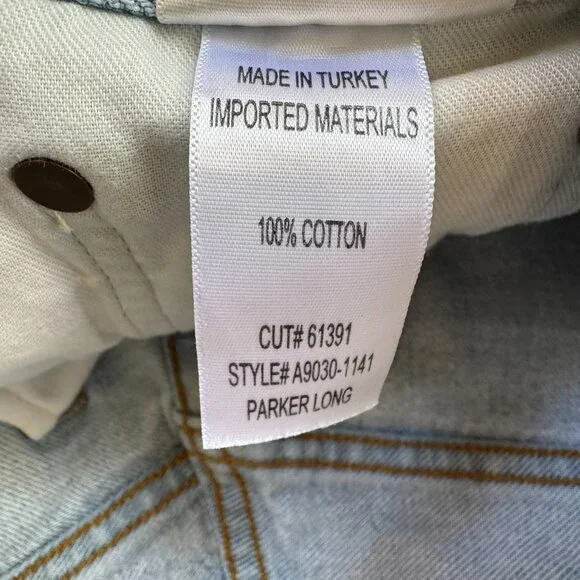 MADE IN TURKEY
IMPORTED MATERIALS
100% COTTON
CUT# 61391
STYLE# A9030-1141
PARKER LONG